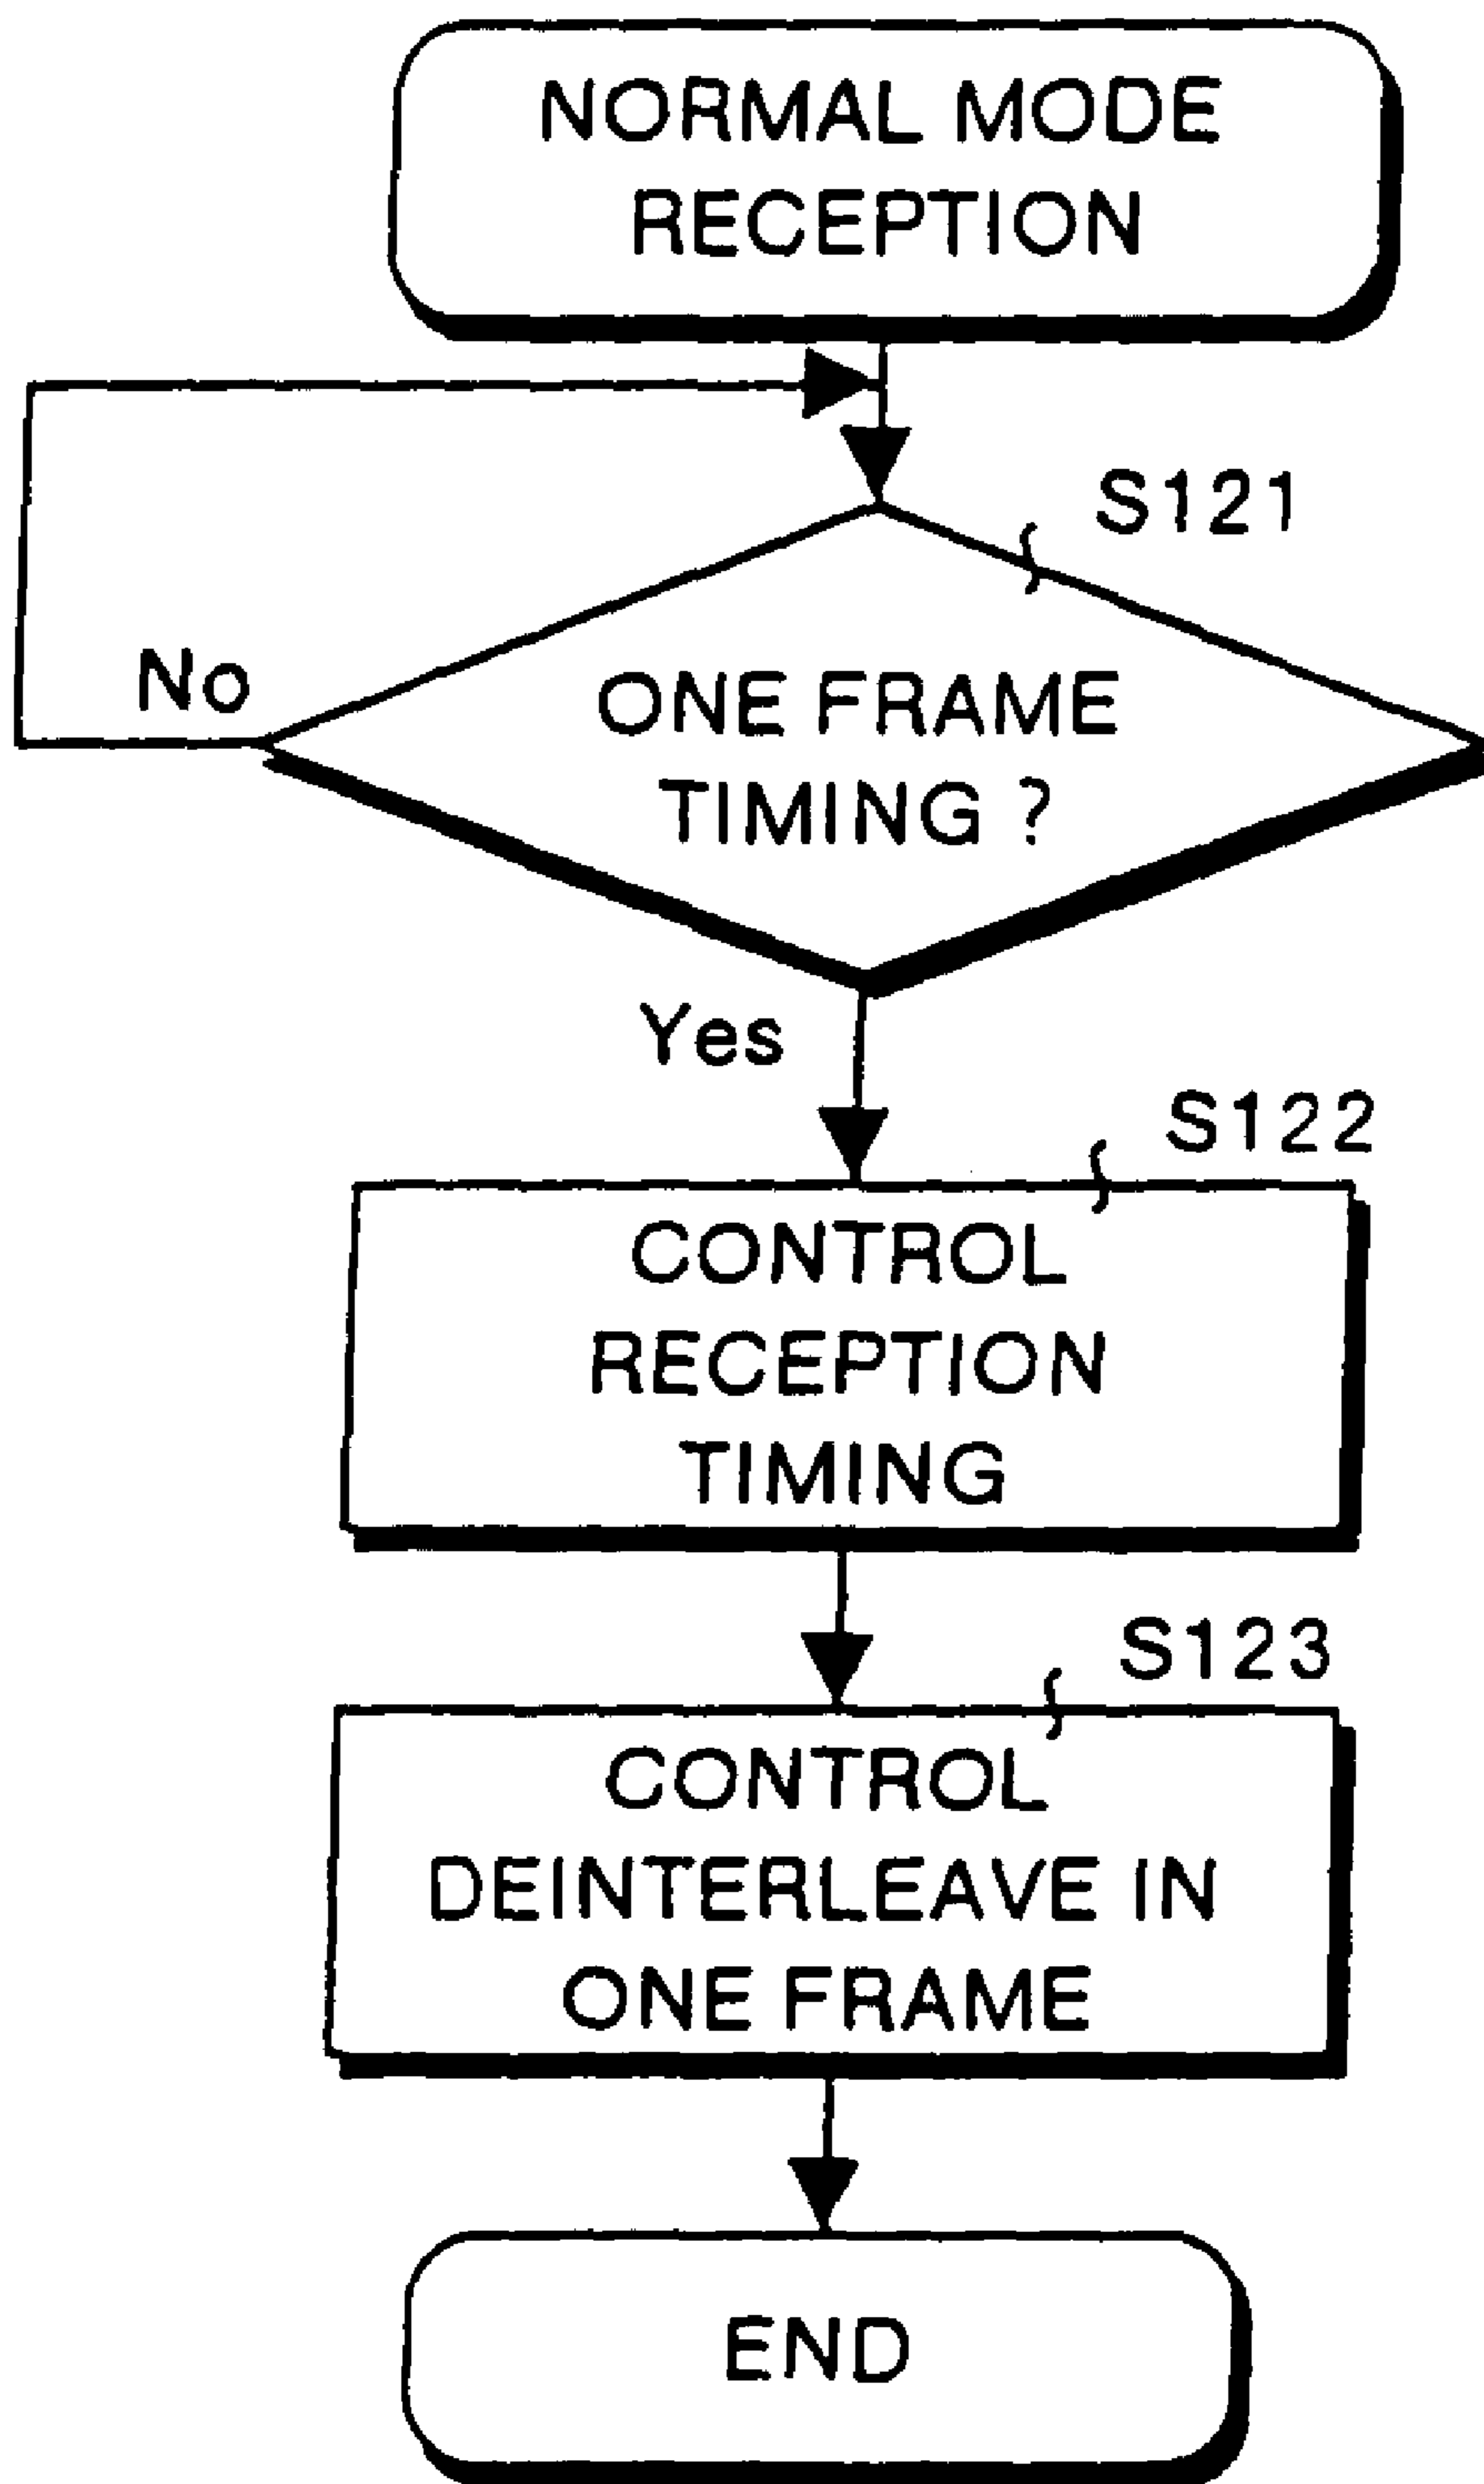 NORMAL MODE
RECEPTION
S121
No
ONE FRAME
TIMING ?
Yes
S122
CONTROL
RECEPTION
TIMING
S123
CONTROL
DEINTERLEAVE IN
ONE FRAME
END